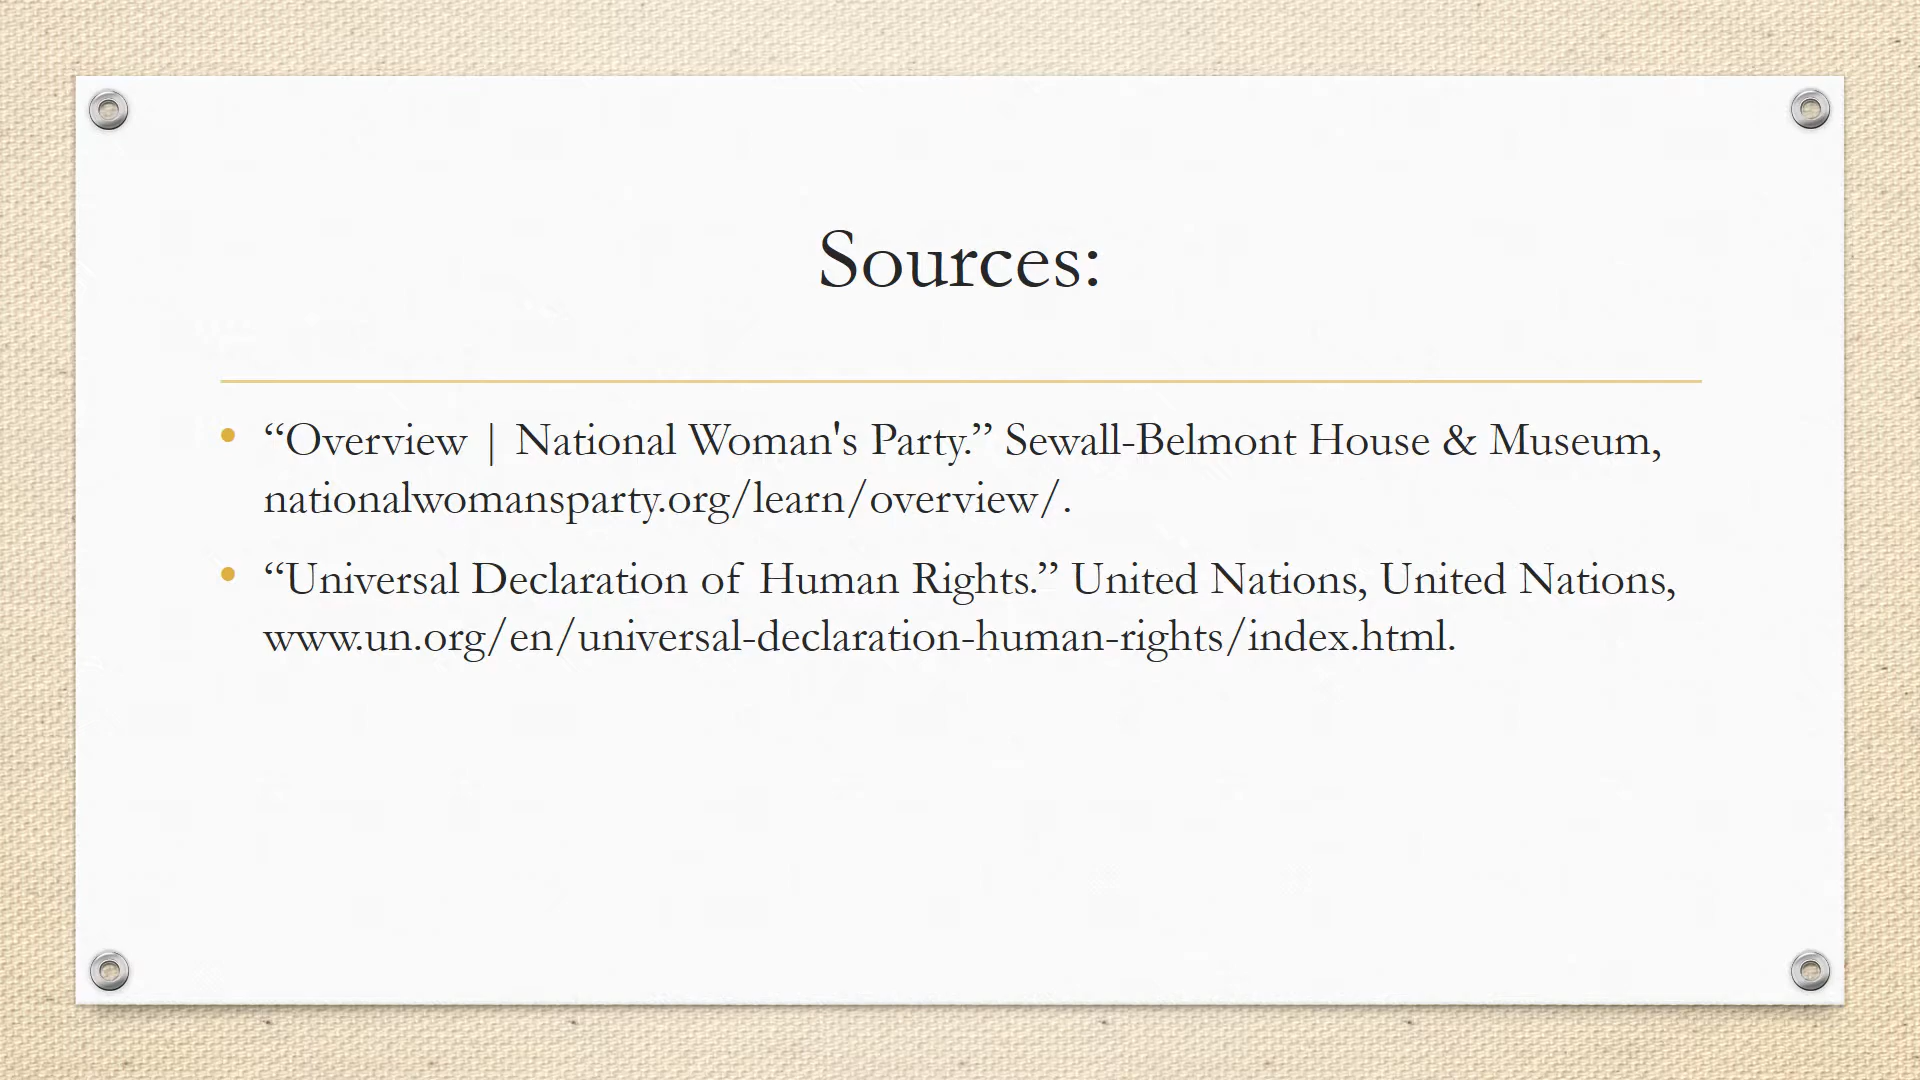 Sources:
• “Overview | National Woman's Party.” Sewall-Belmont House & Museum,
nationalwomansparty.org/learn/overview/.
• “Universal Declaration of Human Rights.” United Nations, United Nations,
www.un.org/en/universal-declaration-human-rights/index.html.